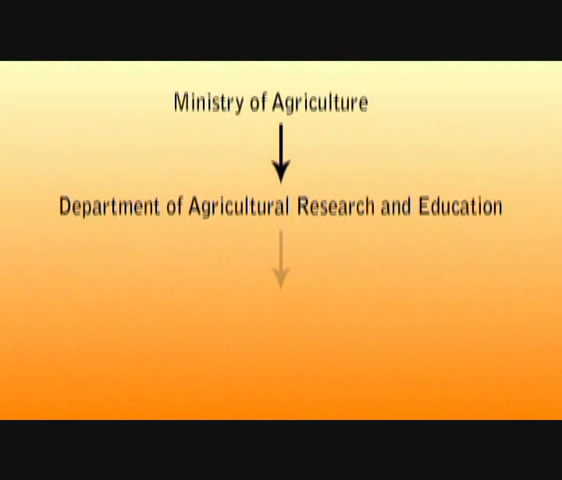 Ministry of Agriculture
Department of Agricultural Research and Education